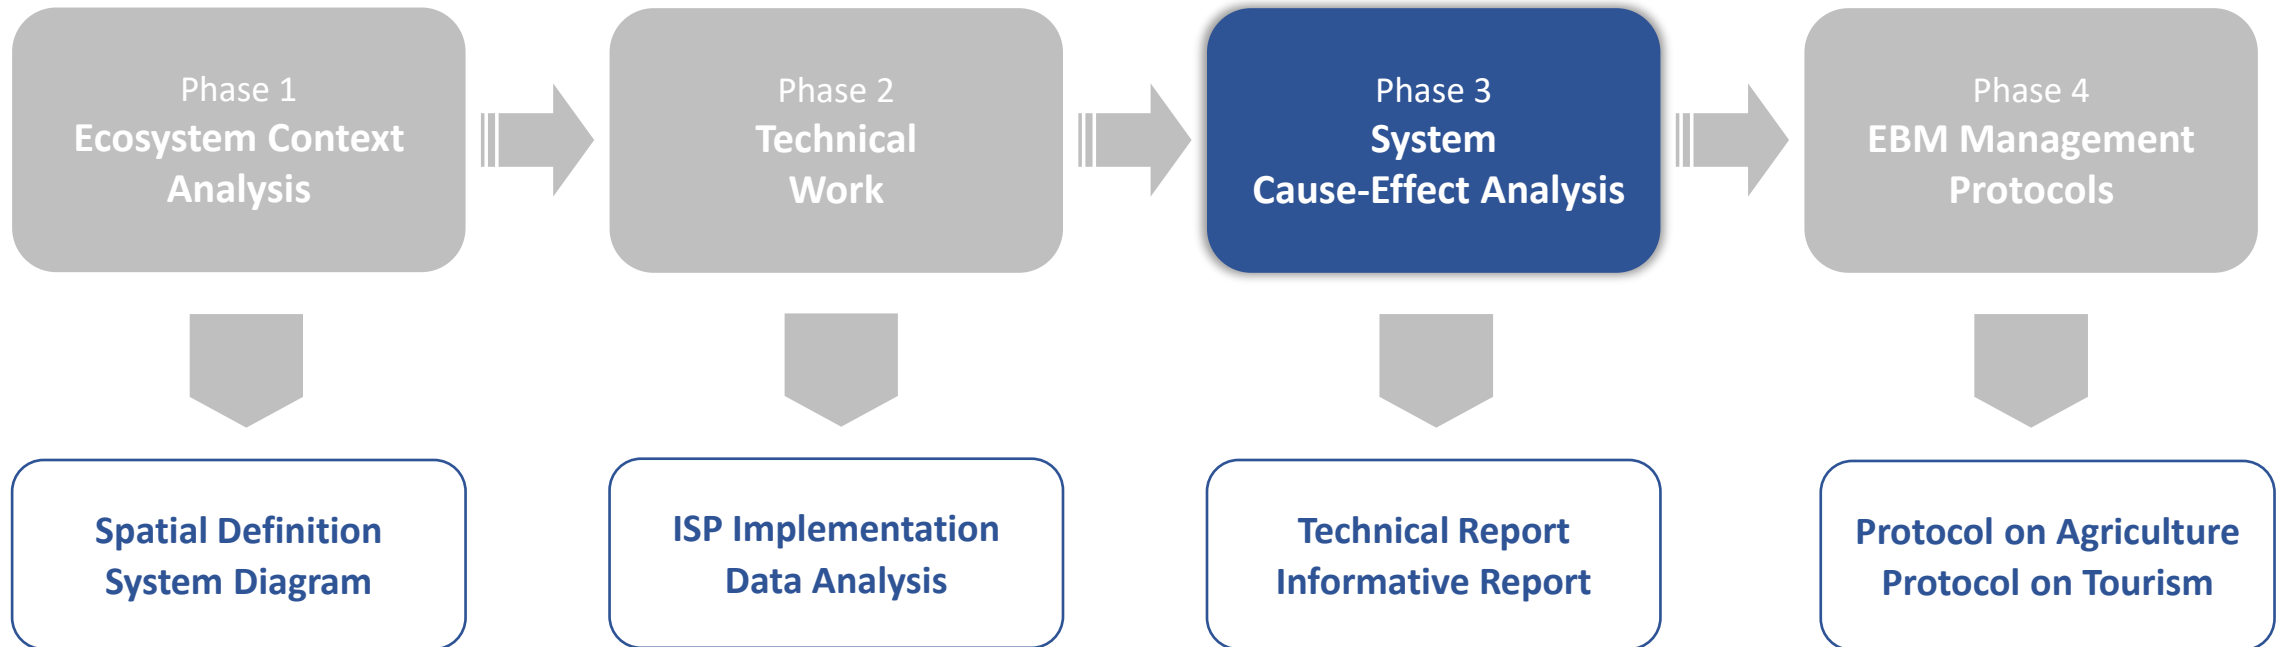 Phase 1
Ecosystem Context
Analysis
Phase 2
Technical
Work
Phase 3
System
Cause-Effect Analysis
Phase 4
EBM Management
Protocols
Spatial Definition
System Diagram
ISP Implementation
Data Analysis
Technical Report
Informative Report
Protocol on Agriculture
Protocol on Tourism